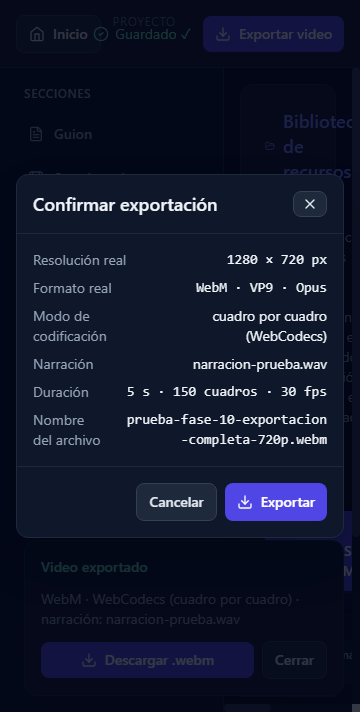 PROYECTO
Inicio
Guardado ✓
Exportar video
SECCIONES
Guion
Biblioteca
de
recursos
Confirmar exportación
Resolución real
1280 x 720 px
Formato real
WebM · VP9 · Opus
Modo de
codificación
cuadro por cuadro
(WebCodecs)
Narración
narracion-prueba.wav
Duración
5 s · 150 cuadros · 30 fps
Nombre
del archivo
prueba-fase-10-exportacion
-completa-720p.webm
Cancelar
Exportar
Video exportado
WebM · WebCodecs (cuadro por cuadro) ·
narración: narracion-prueba.wav
Descargar .webm
Cerrar